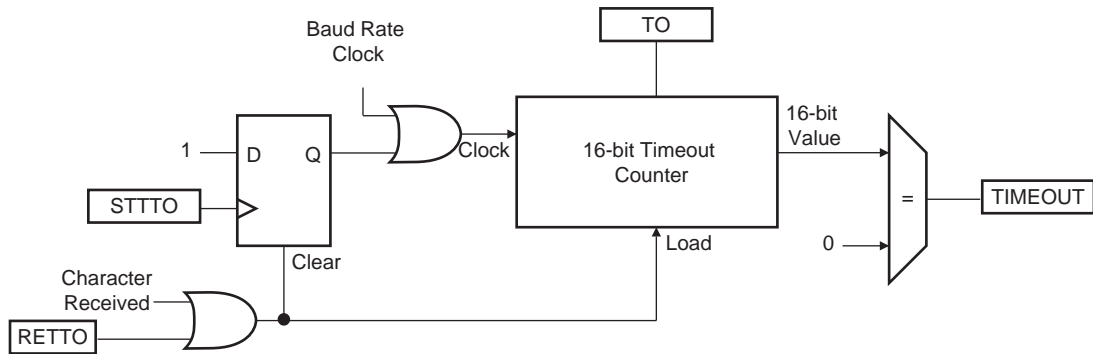 Baud Rate
Clock
TO
1
D
Q
STTTO
Clear
Clock
16-bit Timeout
Counter
16-bit
Value
Load
0
=
TIMEOUT
Character
Received
RETTO